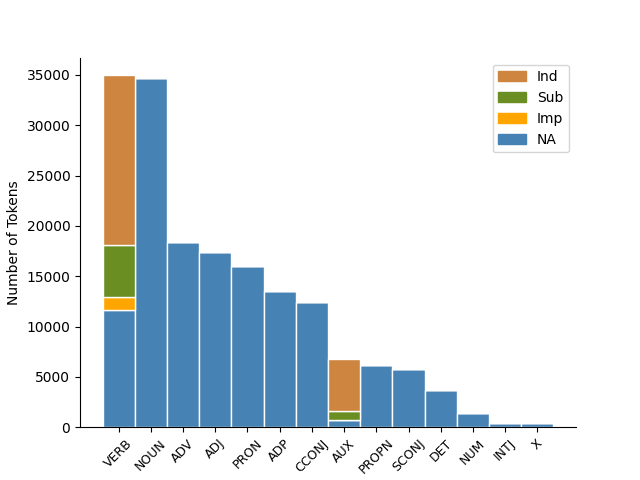 Ind
Sub
Imp
NA
Number of Tokens
35000
30000
25000
20000
15000
10000
5000
0
VERB
NOUN
ADV
ADJ
PRON
ADP
CCONJ
AUX
PROPN
SCONJ
DET
NUM
INTJ
X